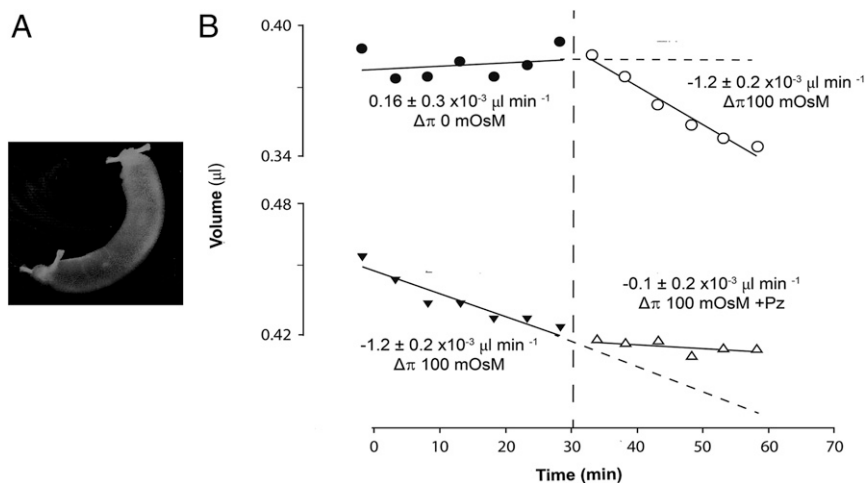 A
B
0.40
0.34
0.48
0.42
Volume (µl)
0.16 ± 0.3 x10-3 µl min -1
Δπ 0 mOsM
-1.2 ± 0.2 x10-3 µl min -1
Δπ100 mOsM
-1.2 ± 0.2 x10-3 µl min -1
Δπ 100 mOsM
-0.1 ± 0.2 x10-3 µl min -1
Δπ 100 mOsM +Pz
0 10 20 30 40 50 60 70
Time (min)